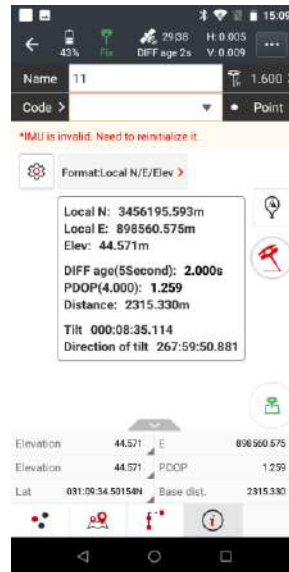 15:09
43%
Fix
29|38
DIFF age 2s
H:0.005
V:0.009
Name
11
1.600
Code >
Point
*IMU is invalid. Need to reinitialize it.
Format:Local N/E/Elev >
Local N: 3456195.593m
Local E: 898560.575m
Elev: 44.571m
DIFF age(5Second): 2.000s
PDOP(4.000): 1.259
Distance: 2315.330m
Tilt 000:08:35.114
Direction of tilt 267:59:50.881
Elevation 44.571 E 898560.575
Elevation 44.571 PDOP 1.259
Lat 031:09:34.50154N Base dist. 2315.330